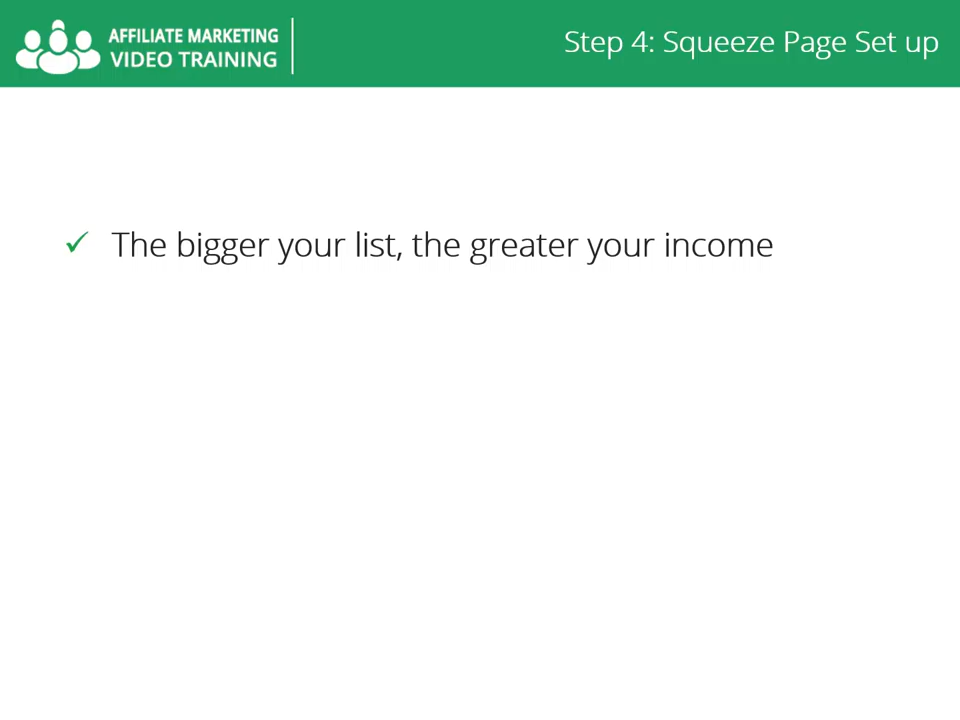 AFFILIATE MARKETING
VIDEO TRAINING
Step 4: Squeeze Page Set up
✓ The bigger your list, the greater your income